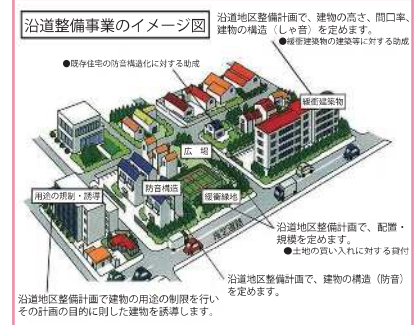 沿道整備事業のイメージ図
沿道地区整備計画で、建物の高さ、間口率、
建物の構造（しゃ音）を定めます。
●緩衝建築物の建築等に対する助成
●既存住宅の防音構造化に対する助成
緩衝建築物
広 場
防音構造
用途の規制・誘導
緩衝緑地
沿道地区整備計画で、配置・
規模を定めます。
●土地の買い入れに対する貸付
沿道地区整備計画で、建物の構造（防音）
を定めます。
沿道地区整備計画で建物の用途の制限を行い
その計画の目的に則した建物を誘導します。